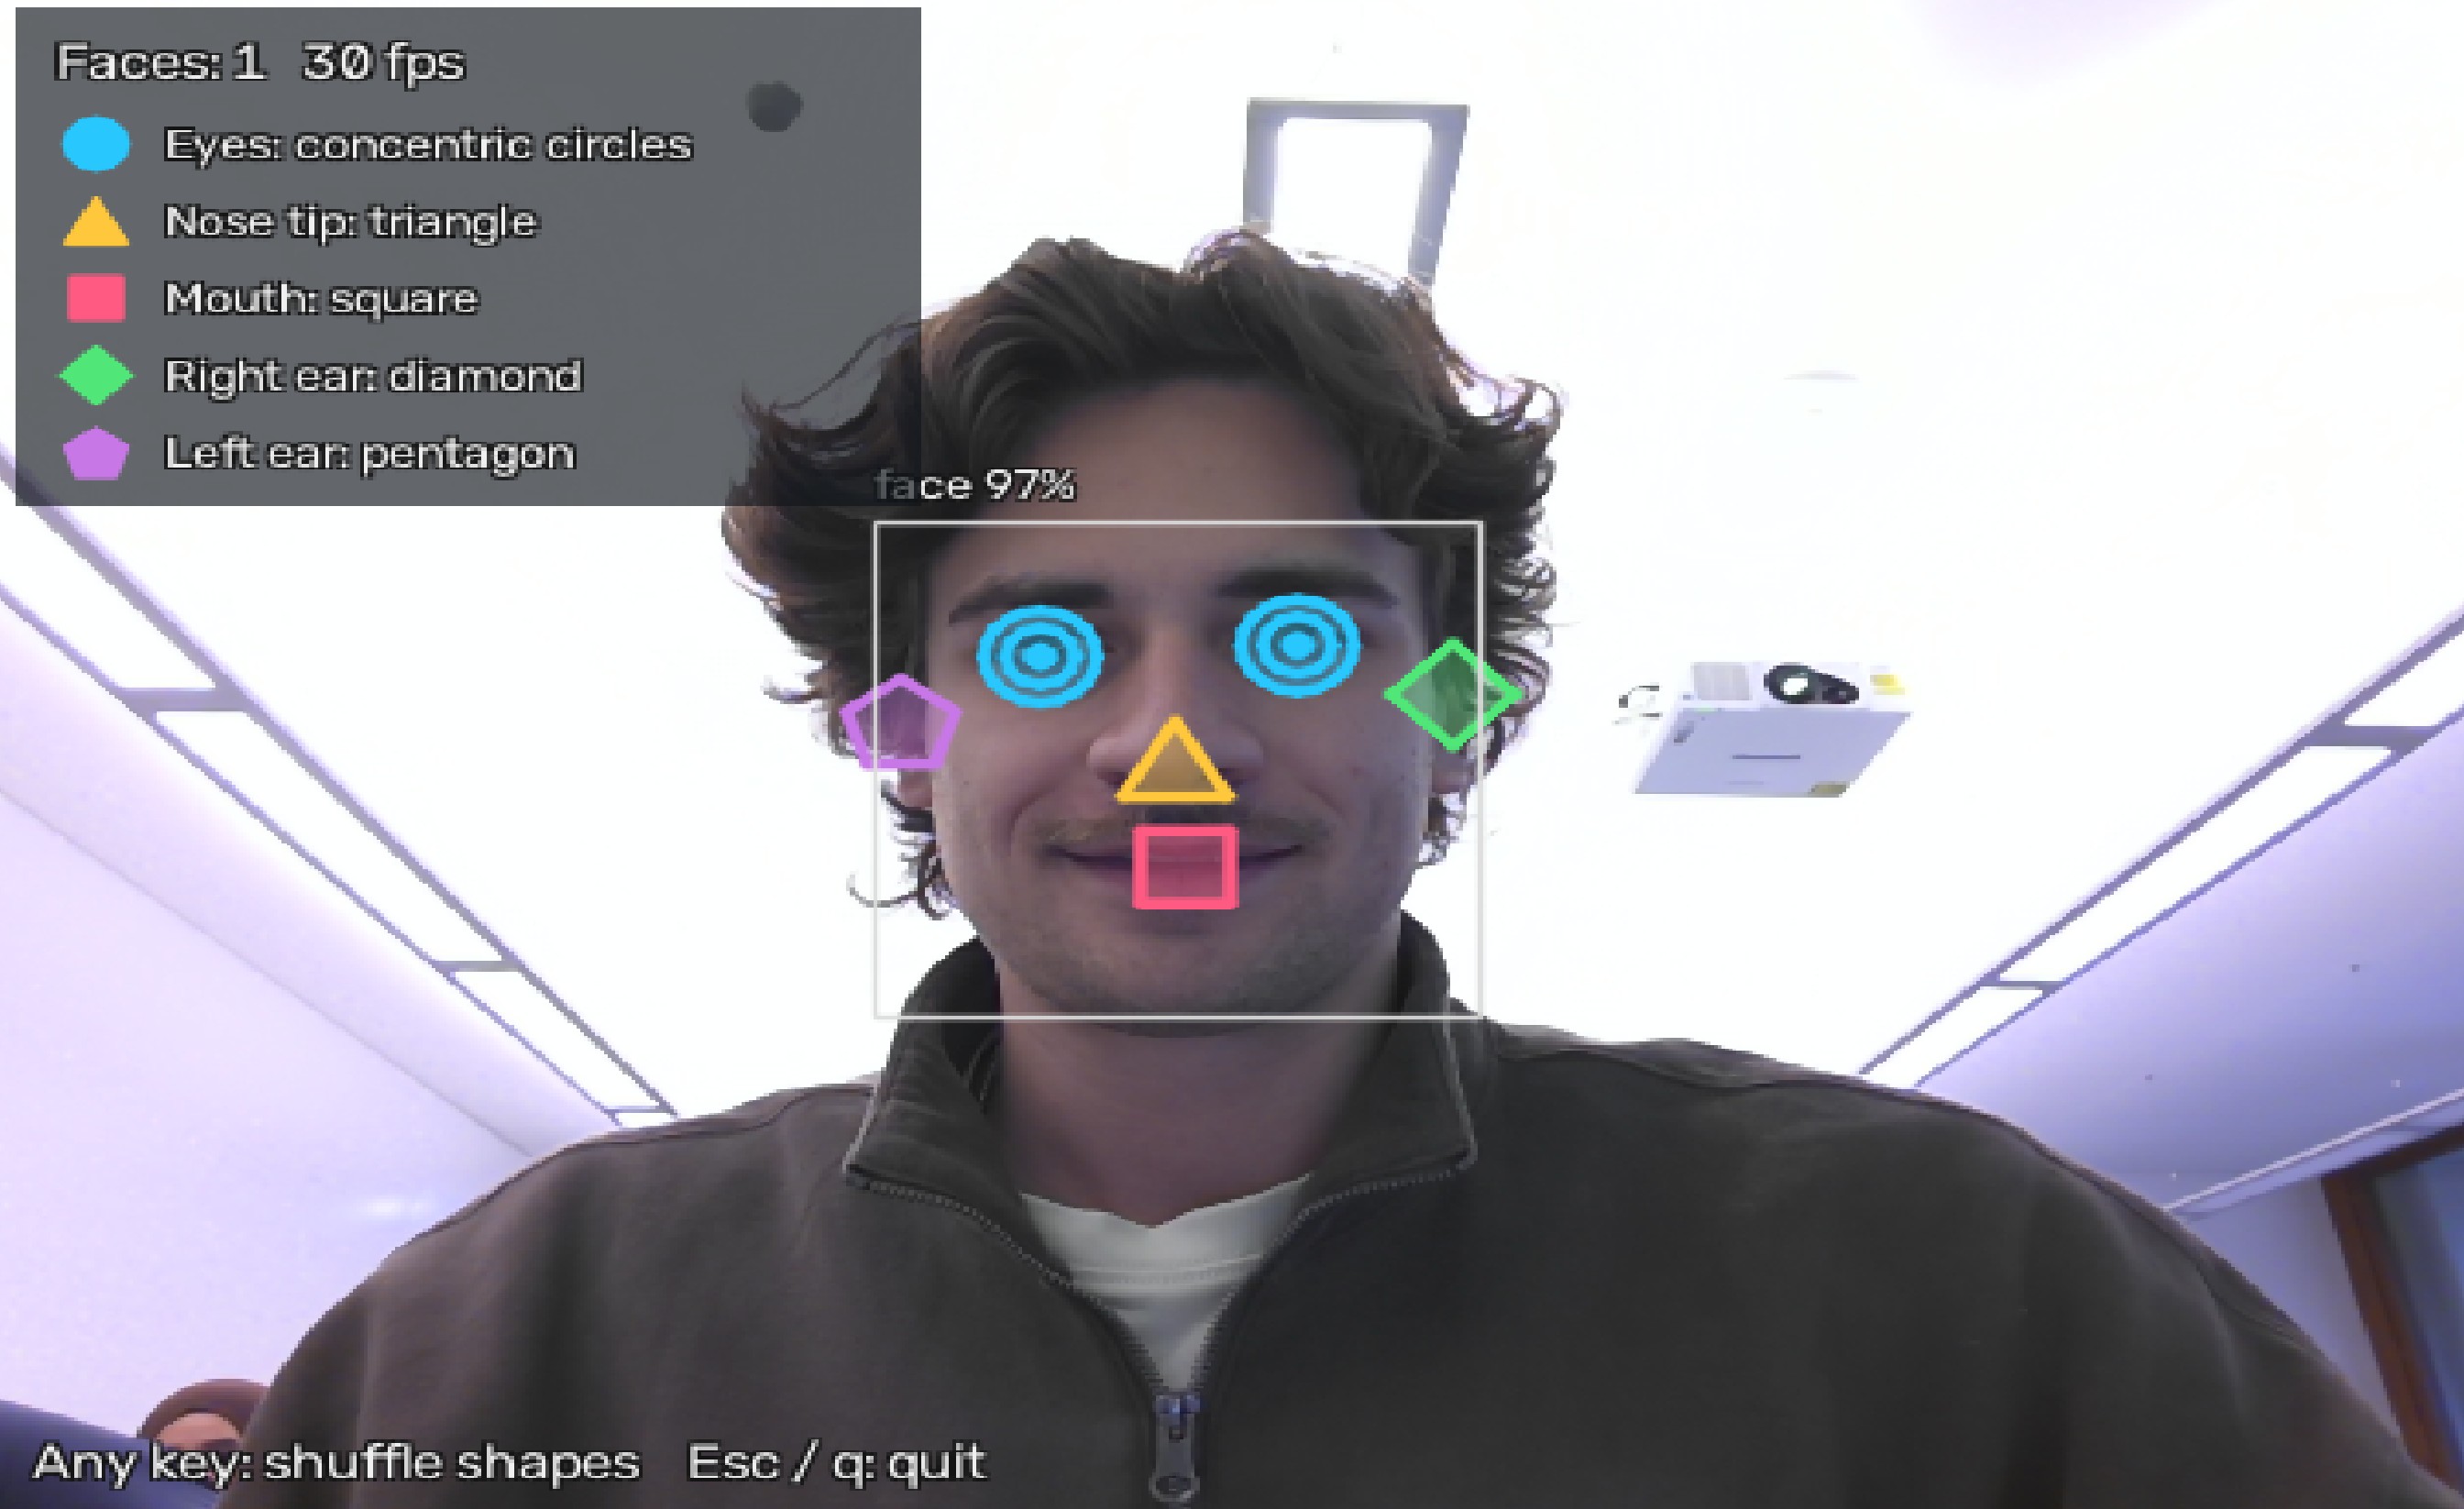 Faces: 1 30 fps
Eyes: concentric circles
Nose tip: triangle
Mouth: square
Right ear: diamond
Left ear: pentagon
face 97%
Any key: shuffle shapes Esc / q: quit